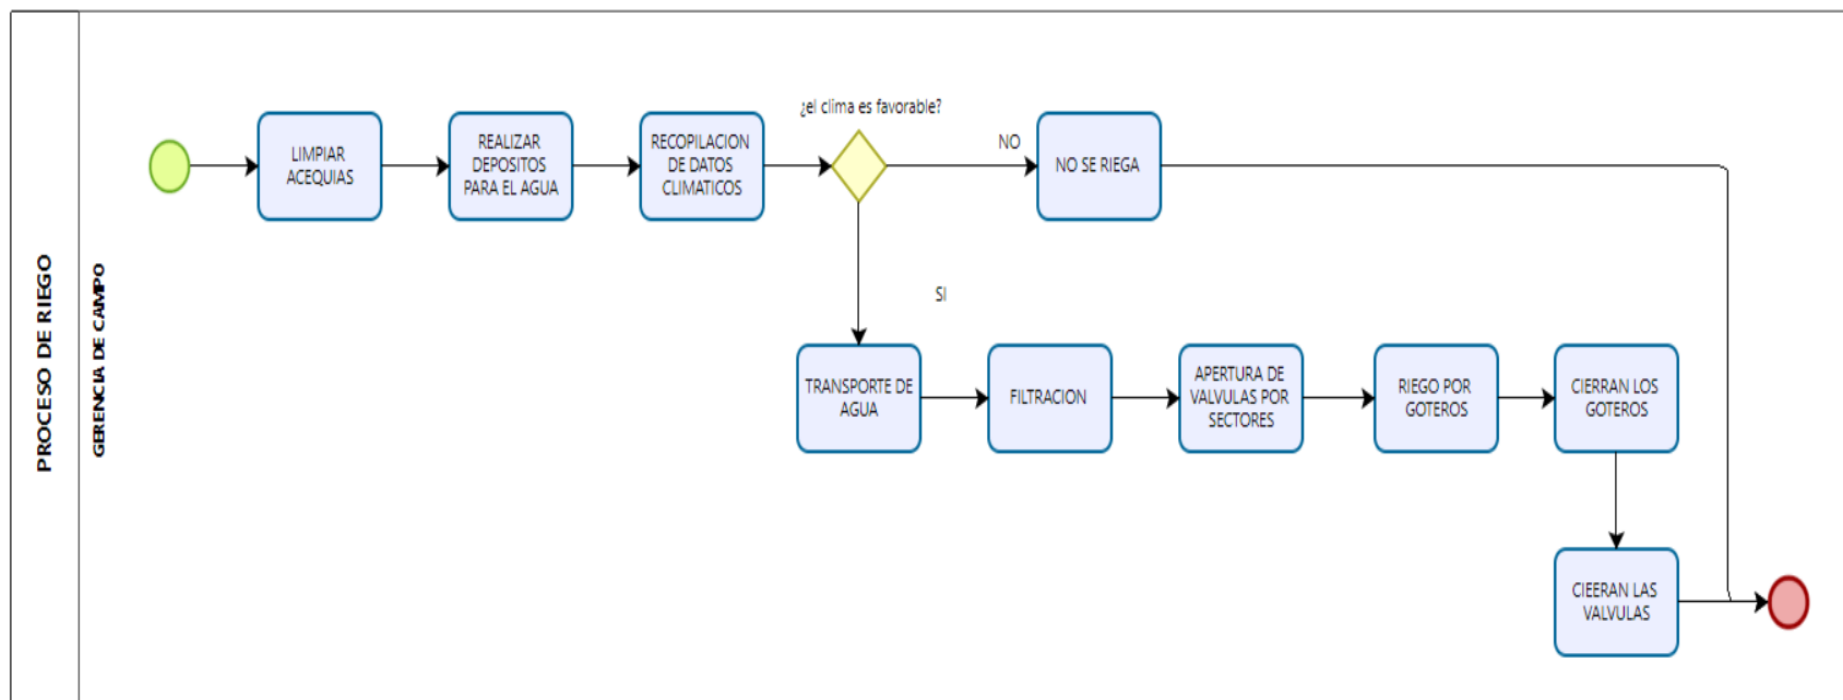 PROCESO DE RIEGO
GERENCIA DE CAMPO
LIMPIAR
ACEQUIAS
REALIZAR
DEPOSITOS
PARA EL AGUA
RECOPILACION
DE DATOS
CLIMATICOS
¿el clima es favorable?
NO
NO SE RIEGA
SI
TRANSPORTE DE
AGUA
FILTRACION
APERTURA DE
VALVULAS POR
SECTORES
RIEGO POR
GOTEROS
CIERRAN LOS
GOTEROS
CIEERAN LAS
VALVULAS